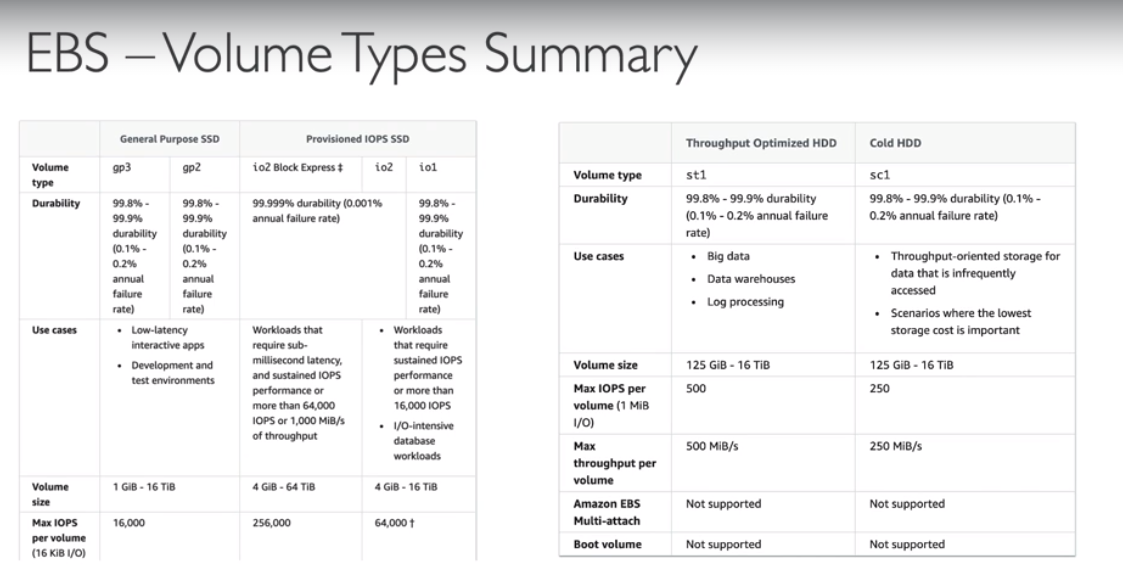 EBS – Volume Types Summary
General Purpose SSD
Provisioned IOPS SSD
Volume
type
gp3
gp2
io2 Block Express ‡
io2
io1
Durability
99.8% -
99.9%
durability
(0.1% -
0.2%
annual
failure
rate)
99.8% -
99.9%
durability
(0.1% -
0.2%
annual
failure
rate)
99.999% durability (0.001%
annual failure rate)
99.8% -
99.9%
durability
(0.1% -
0.2%
annual
failure
rate)
Use cases
• Low-latency
interactive apps
• Development and
test environments
Workloads that
require sub-
millisecond latency,
and sustained IOPS
performance or
more than 64,000
IOPS or 1,000 MiB/s
of throughput
• Workloads
that require
sustained IOPS
performance
or more than
16,000 IOPS
• I/O-intensive
database
workloads
Volume
size
1 GiB - 16 TiB
4 GiB - 64 TiB
4 GiB - 16 TiB
Max IOPS
per volume
(16 KiB I/O)
16,000
256,000
64,000 †
Throughput Optimized HDD
Cold HDD
Volume type
st1
sc1
Durability
99.8% - 99.9% durability
(0.1% - 0.2% annual failure
rate)
99.8% - 99.9% durability (0.1% -
0.2% annual failure rate)
Use cases
• Big data
• Data warehouses
• Log processing
• Throughput-oriented storage for
data that is infrequently
accessed
• Scenarios where the lowest
storage cost is important
Volume size
125 GiB - 16 TiB
125 GiB - 16 TiB
Max IOPS per
volume (1 MiB
I/O)
500
250
Max
throughput per
volume
500 MiB/s
250 MiB/s
Amazon EBS
Multi-attach
Not supported
Not supported
Boot volume
Not supported
Not supported